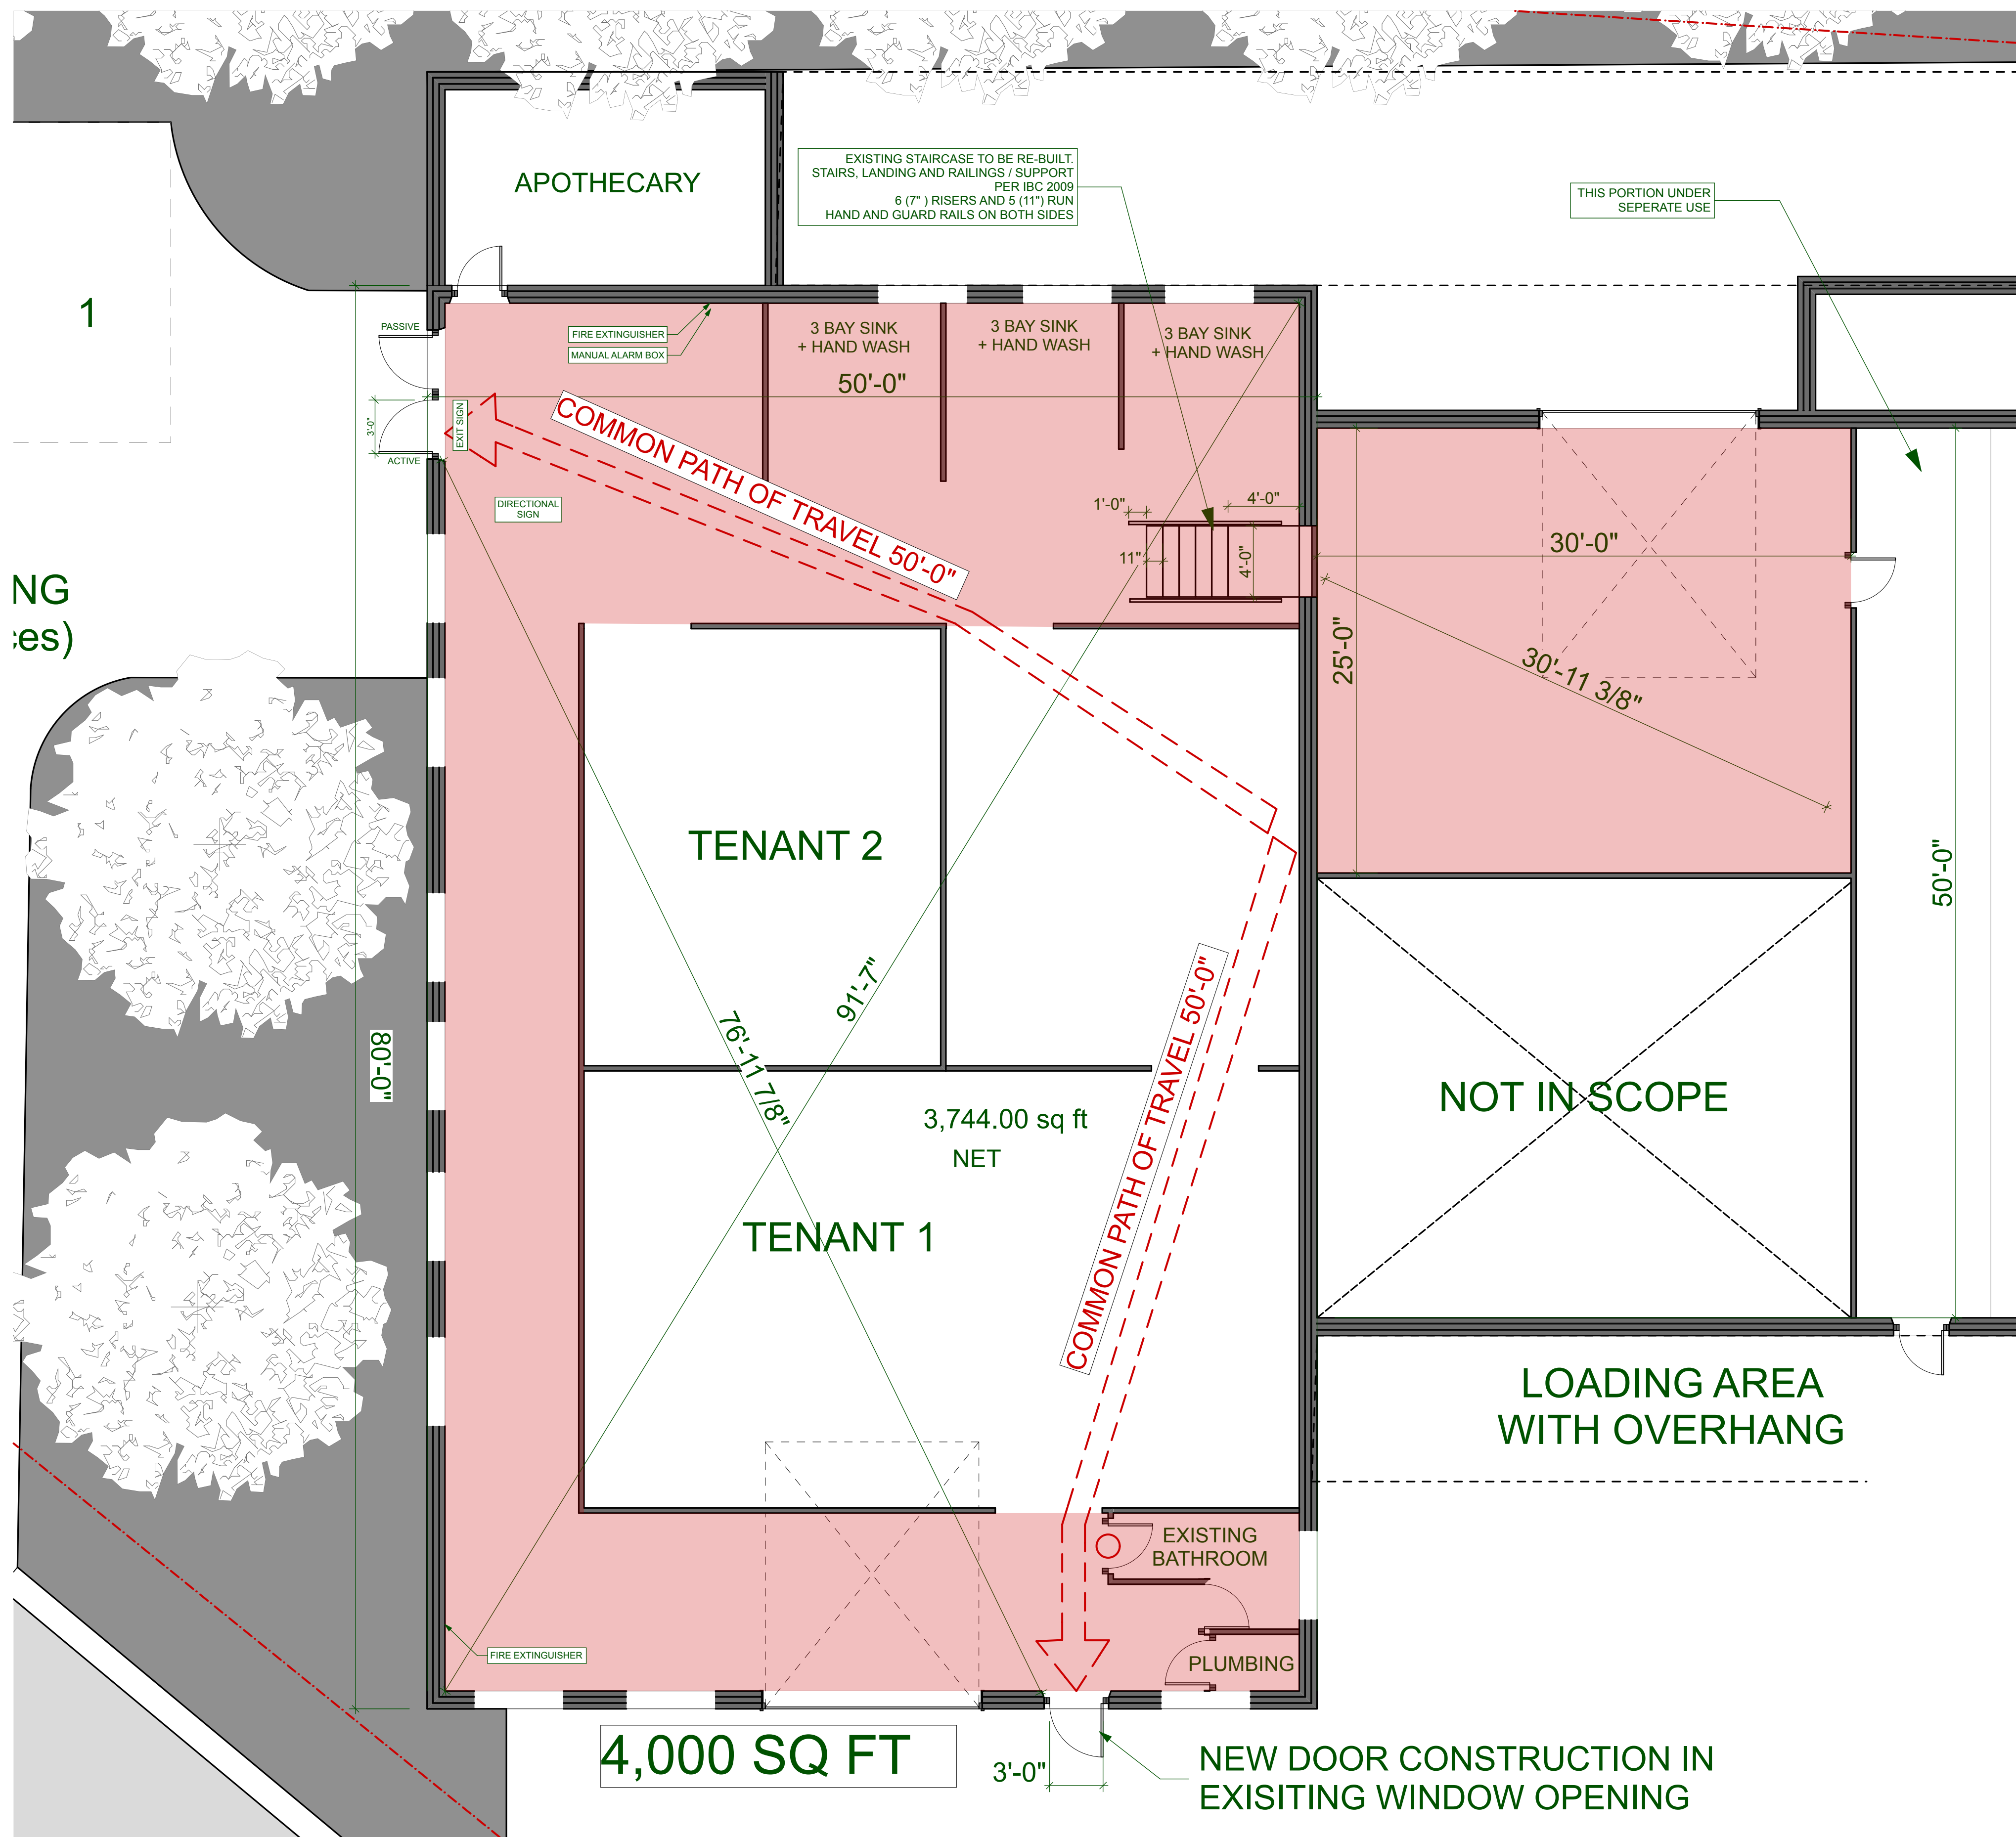 APOTHECARY
EXISTING STAIRCASE TO BE RE-BUILT.
STAIRS, LANDING AND RAILINGS / SUPPORT
PER IBC 2009
6 (7" ) RISERS AND 5 (11") RUN
HAND AND GUARD RAILS ON BOTH SIDES
THIS PORTION UNDER
SEPERATE USE
1
PASSIVE
FIRE EXTINGUISHER
MANUAL ALARM BOX
3 BAY SINK
+ HAND WASH
3 BAY SINK
+ HAND WASH
3 BAY SINK
+ HAND WASH
50'-0"
3'-0"
EXIT SIGN
ACTIVE
COMMON PATH OF TRAVEL 50'-0"
DIRECTIONAL
SIGN
1'-0"
4'-0"
11"
4'-0"
30'-0"
NG
es)
25'-0"
30'-11 3/8"
TENANT 2
50'-0"
91'-7"
76'-11 7/8"
80'-0"
COMMON PATH OF TRAVEL 50'-0"
3,744.00 sq ft
NET
NOT IN SCOPE
TENANT 1
LOADING AREA
WITH OVERHANG
EXISTING
BATHROOM
FIRE EXTINGUISHER
PLUMBING
4,000 SQ FT
3'-0"
NEW DOOR CONSTRUCTION IN
EXISITING WINDOW OPENING